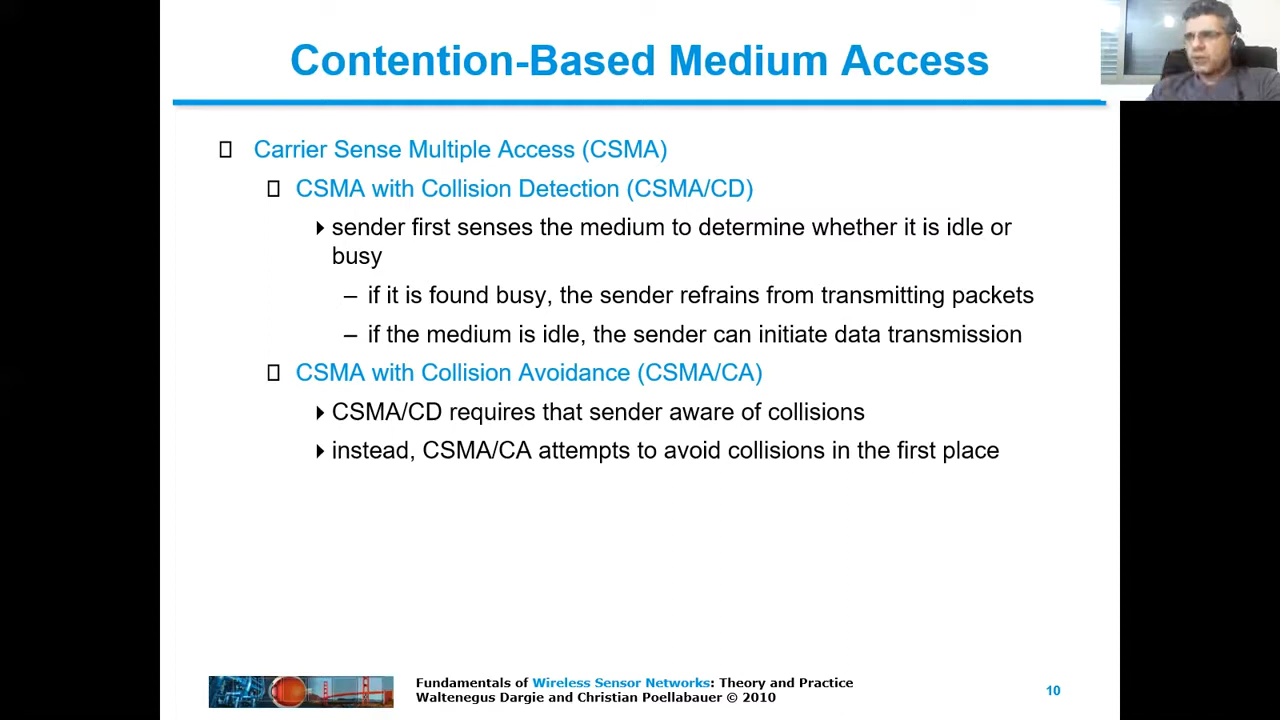 Contention-Based Medium Access
Carrier Sense Multiple Access (CSMA)
CSMA with Collision Detection (CSMA/CD)
sender first senses the medium to determine whether it is idle or
busy
– if it is found busy, the sender refrains from transmitting packets
– if the medium is idle, the sender can initiate data transmission
CSMA with Collision Avoidance (CSMA/CA)
CSMA/CD requires that sender aware of collisions
instead, CSMA/CA attempts to avoid collisions in the first place
Fundamentals of Wireless Sensor Networks: Theory and Practice
Waltenegus Dargie and Christian Poellabauer © 2010
10